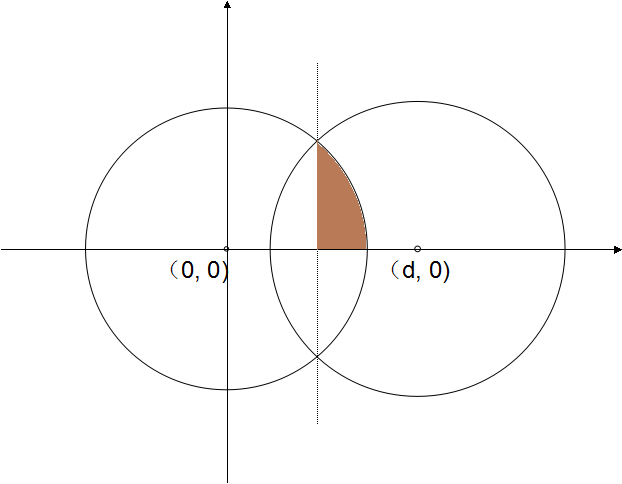 （0, 0)
（d, 0)